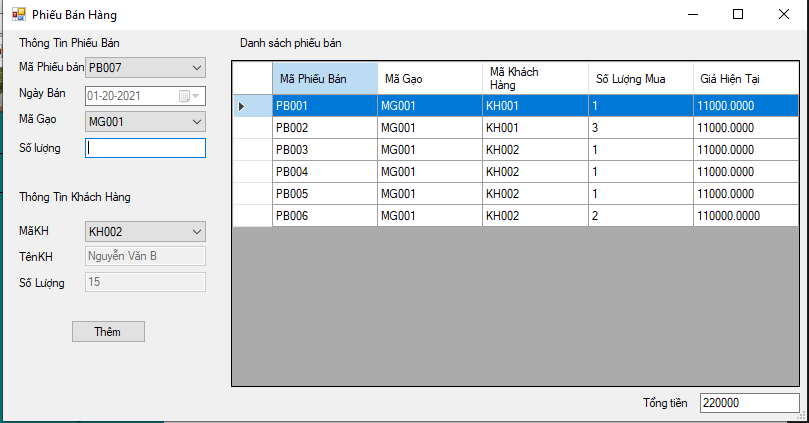 Phiếu Bán Hàng
Thông Tin Phiếu Bán
Mã Phiếu bán PB007
Ngày Bán 01-20-2021
Mã Gạo MG001
Số lượng
Thông Tin Khách Hàng
MãKH KH002
TênKH Nguyễn Văn B
Số Lượng 15
Thêm
Danh sách phiếu bán
Mã Phiếu Bán Mã Gạo Mã Khách Hàng Số Lượng Mua Giá Hiện Tại
PB001 MG001 KH001 1 11000.0000
PB002 MG001 KH001 3 11000.0000
PB003 MG001 KH002 1 11000.0000
PB004 MG001 KH002 1 11000.0000
PB005 MG001 KH002 1 11000.0000
PB006 MG001 KH002 2 110000.0000
Tổng tiền 220000